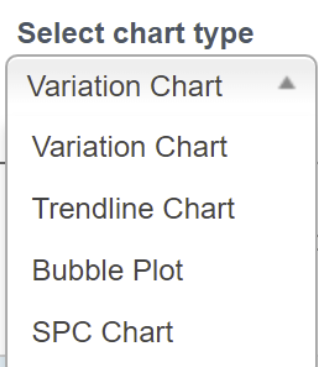 Select chart type
Variation Chart
Variation Chart
Trendline Chart
Bubble Plot
SPC Chart